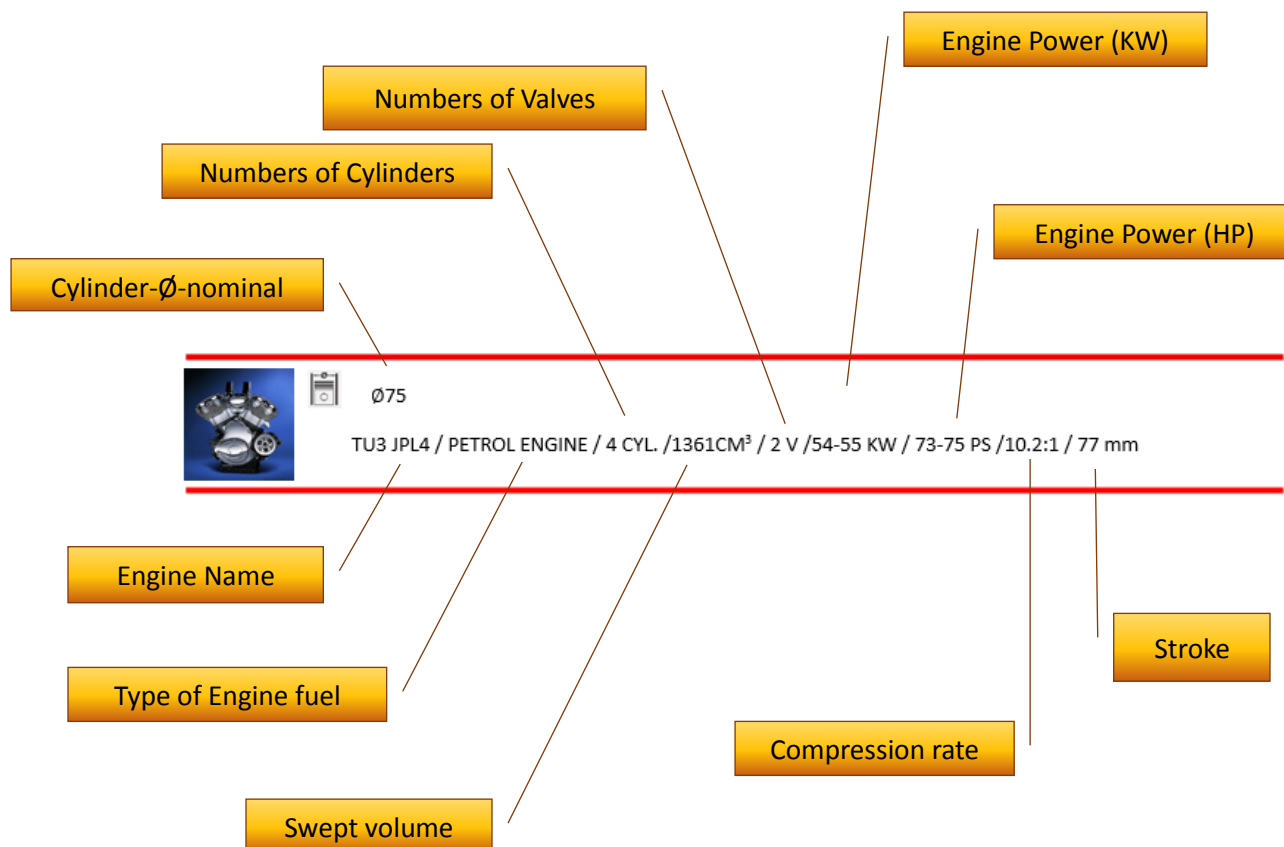 Engine Power (KW)
Numbers of Valves
Numbers of Cylinders
Engine Power (HP)
Cylinder-Ø-nominal
Ø75
TU3 JPL4 / PETROL ENGINE / 4 CYL. /1361CM³ / 2 V /54-55 KW / 73-75 PS /10.2:1 / 77 mm
Engine Name
Stroke
Type of Engine fuel
Compression rate
Swept volume